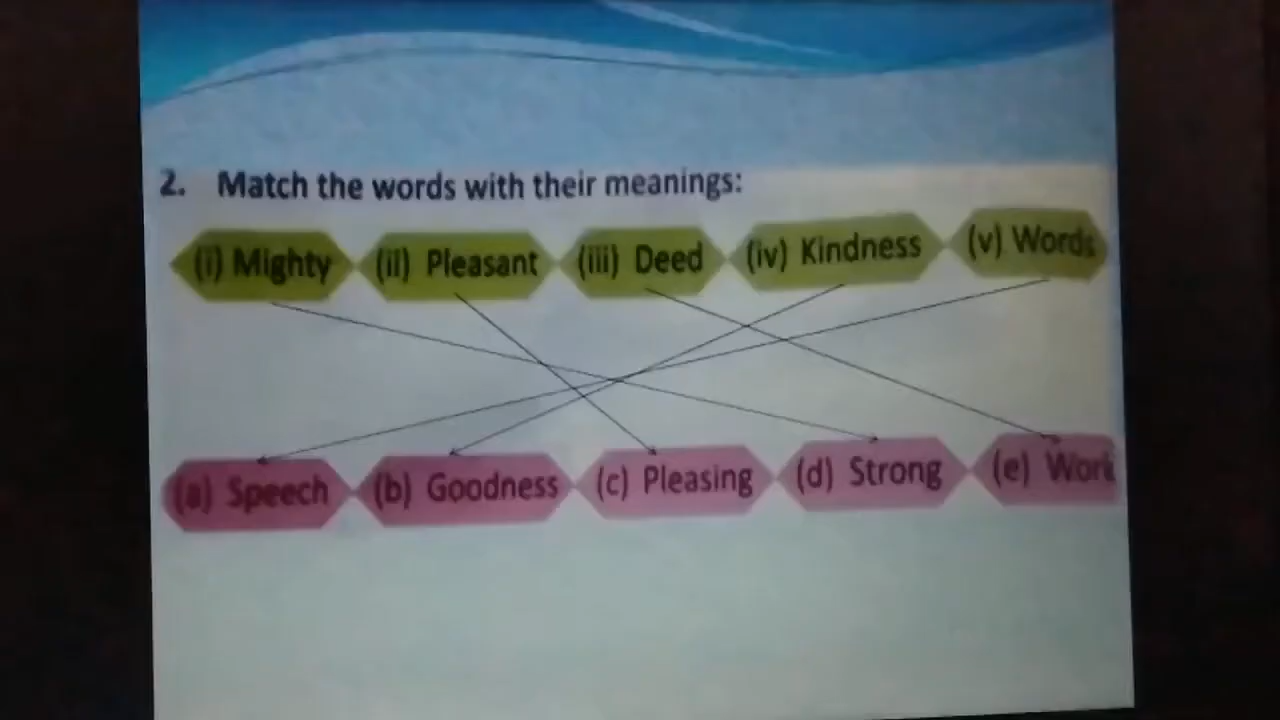 2. Match the words with their meanings:
(i) Mighty (ii) Pleasant (iii) Deed (iv) Kindness (v) Words
(a) Speech (b) Goodness (c) Pleasing (d) Strong (e) Work